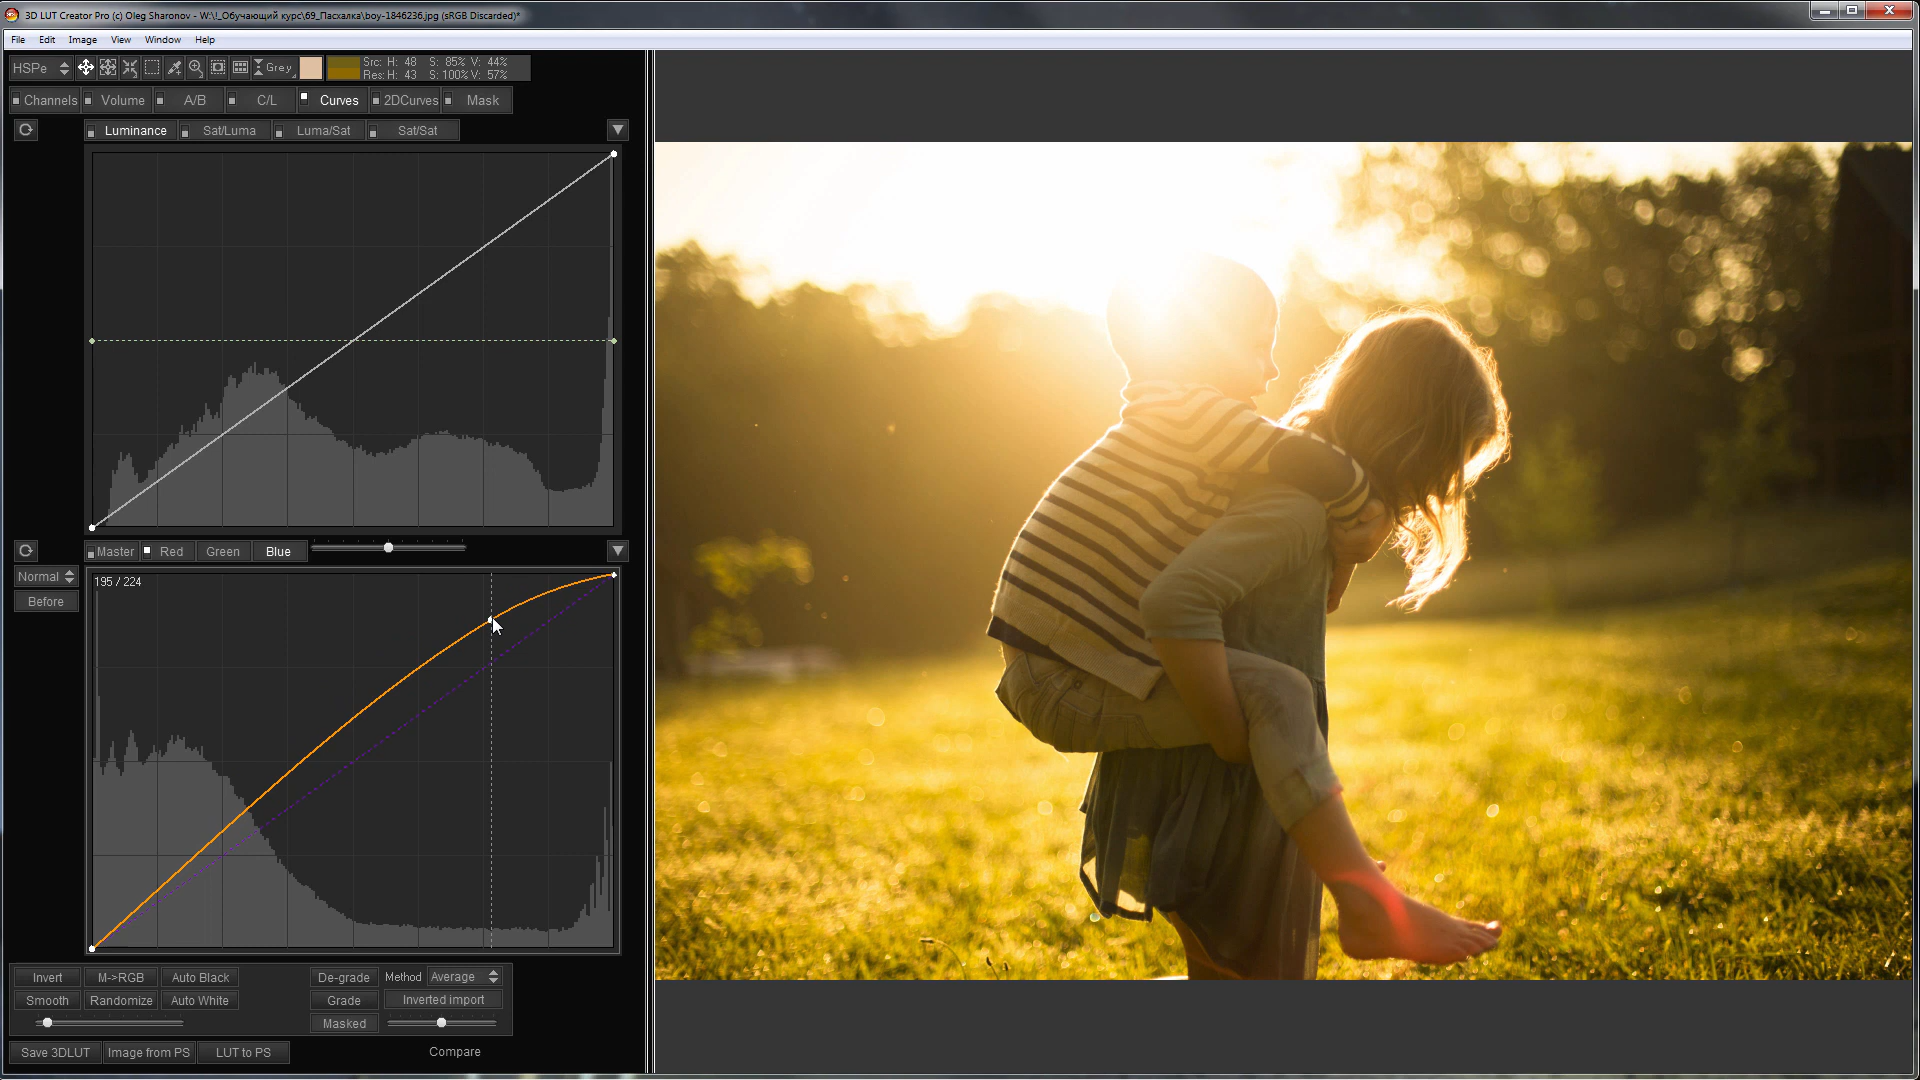 3D LUT Creator Pro (c) Oleg Sharonov - W:\!_Обучающий курс\69_Пасхалка\boy-1846236.jpg (sRGB Discarded)*
File Edit Image View Window Help
HSPe Grey Src: H: 48 S: 85% V: 44%
Res: H: 43 S: 100% V: 57%
Channels Volume A/B C/L Curves 2DCurves Mask
Luminance Sat/Luma Luma/Sat Sat/Sat
Master Red Green Blue
Normal 195 / 224
Before
Invert M->RGB Auto Black De-grade Method Average
Smooth Randomize Auto White Grade Inverted import
Masked
Save 3DLUT Image from PS LUT to PS Compare